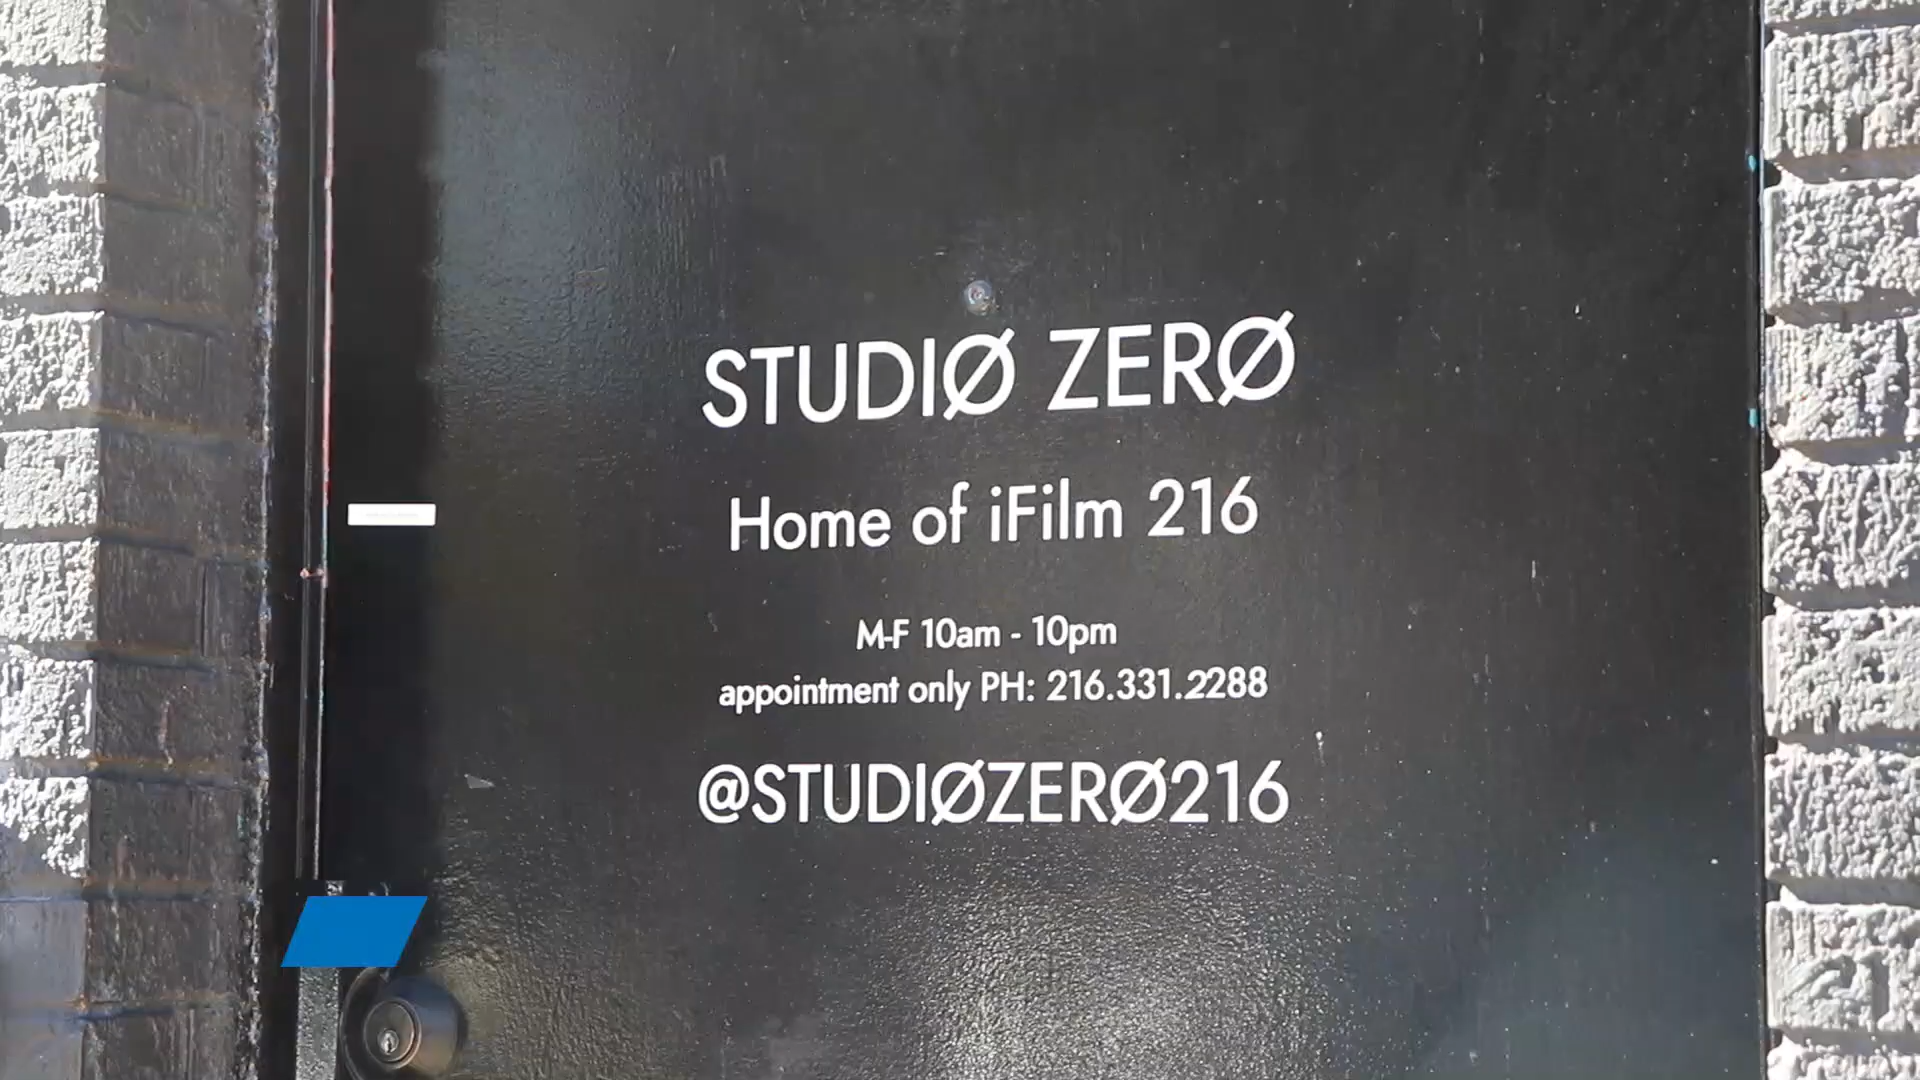 STUDIØ ZERØ
Home of iFilm 216
M-F 10am - 10pm
appointment only PH: 216.331.2288
@STUDIØZERØ216